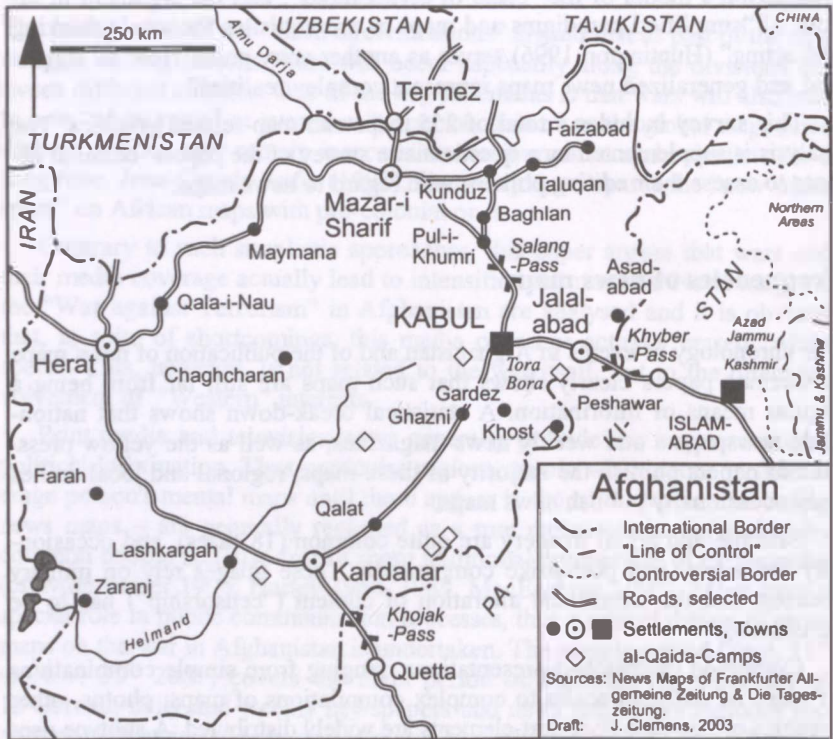 250 km
UZBEKISTAN
TAJIKISTAN
CHINA
Amu Darja
TURKMENISTAN
Termez
Faizabad
Kunduz
Taluqan
IRAN
Mazar-i
Sharif
Baghlan
Northern
Areas
Maymana
Pul-i-
Khumri
Salang
-Pass
Asad-
abad
Qala-i-Nau
Jalal-
abad
KABUL
Khyber
Pass
Azad
Jammu
&
Kashmir
Jammu & Kashmir
Herat
Chaghcharan
Tora
Bora
Gardez
Peshawar
Ghazni
Khost
ISLAM-
ABAD
PAKISTAN
Farah
Qalat
Lashkargah
Kandahar
Zaranj
Helmand
Khojak
-Pass
Quetta
Afghanistan
International Border
"Line of Control"
Controversial Border
Roads, selected
Settlements, Towns
al-Qaida-Camps
Sources: News Maps of Frankfurter All-
gemeine Zeitung & Die Tages-
zeitung.
Draft: J. Clemens, 2003